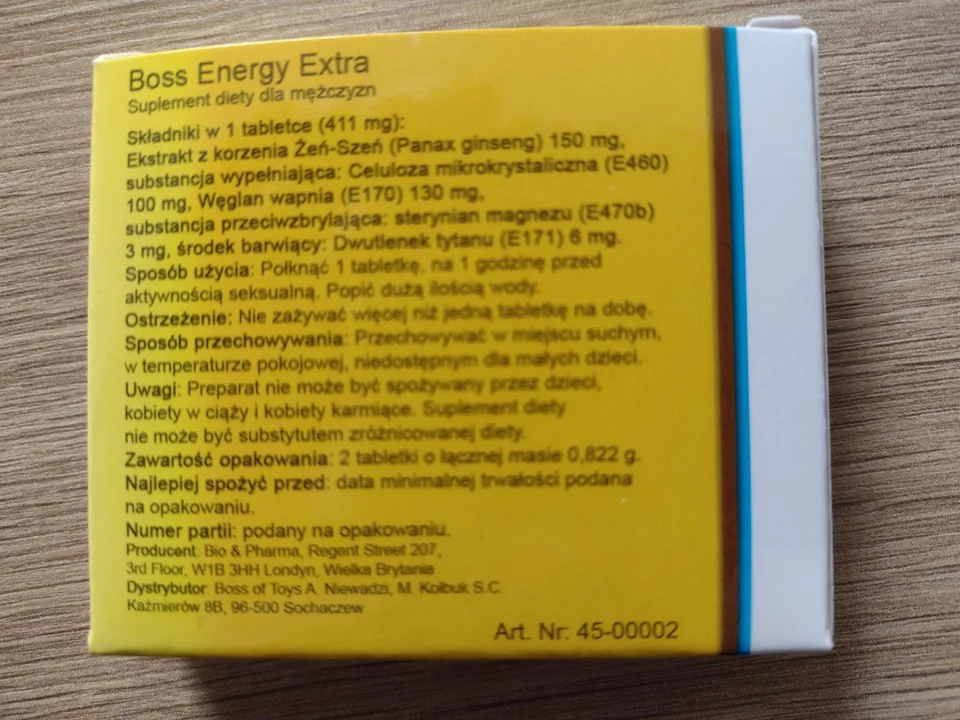 Boss Energy Extra
Suplement diety dla mężczyzn
Składniki w 1 tabletce (411 mg):
Ekstrakt z korzenia Żeń-Szeń (Panax ginseng) 150 mg,
substancja wypełniająca: Celuloza mikrokrystaliczna (E460)
100 mg, Węglan wapnia (E170) 130 mg,
substancja przeciwzbrylająca: sterynian magnezu (E470b)
3 mg, środek barwiący: Dwutlenek tytanu (E171) 6 mg.
Sposób użycia: Połknąć 1 tabletkę, na 1 godzinę przed
aktywnością seksualną. Popić dużą ilością wody.
Ostrzeżenie: Nie zażywać więcej niż jedną tabletkę na dobę.
Sposób przechowywania: Przechowywać w miejscu suchym,
w temperaturze pokojowej, niedostępnym dla małych dzieci.
Uwagi: Preparat nie może być spożywany przez dzieci,
kobiety w ciąży i kobiety karmiące. Suplement diety
nie może być substytutem zróżnicowanej diety.
Zawartość opakowania: 2 tabletki o łącznej masie 0,822 g.
Najlepiej spożyć przed: data minimalnej trwałości podana
na opakowaniu.
Numer partii: podany na opakowaniu.
Producent: Bio & Pharma, Regent Street 207,
3rd Floor, W1B 3HH Londyn, Wielka Brytania
Dystrybutor: Boss of Toys A. Niewadzi, M. Kołbuk S.C.
Kaźmierów 8B, 96-500 Sochaczew
Art. Nr: 45-00002